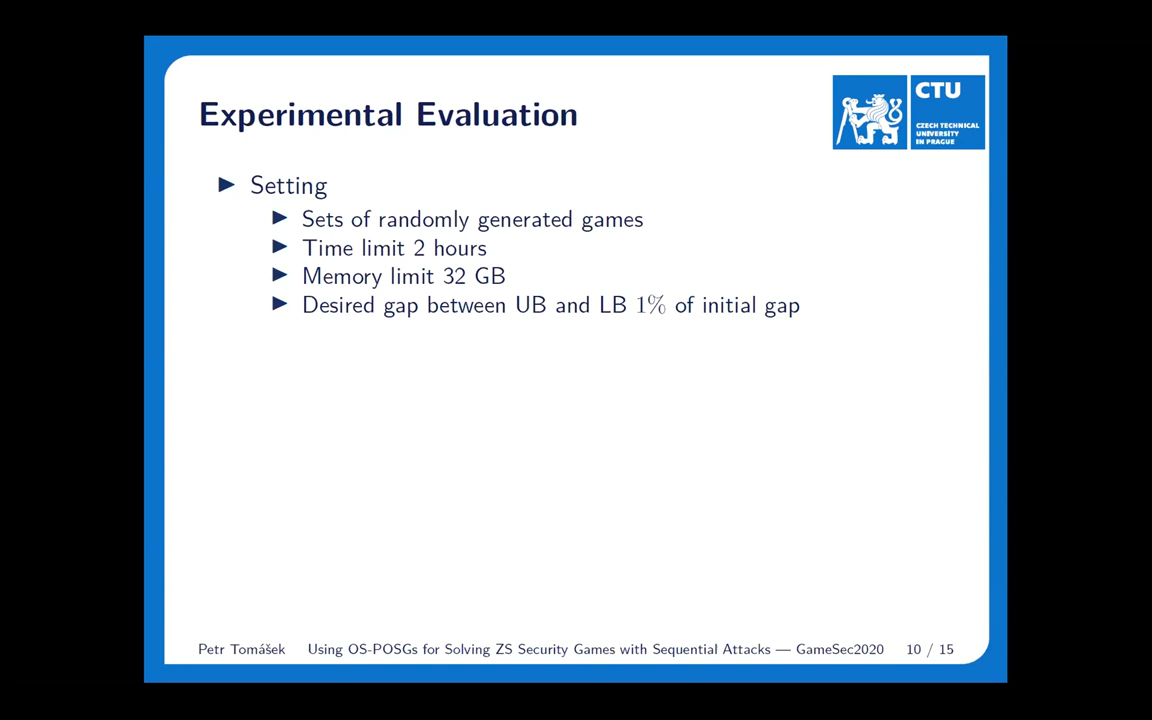 Experimental Evaluation
CTU
CZECH TECHNICAL
UNIVERSITY
IN PRAGUE
Setting
Sets of randomly generated games
Time limit 2 hours
Memory limit 32 GB
Desired gap between UB and LB 1% of initial gap
Petr Tomášek Using OS-POSGs for Solving ZS Security Games with Sequential Attacks — GameSec2020 10 / 15